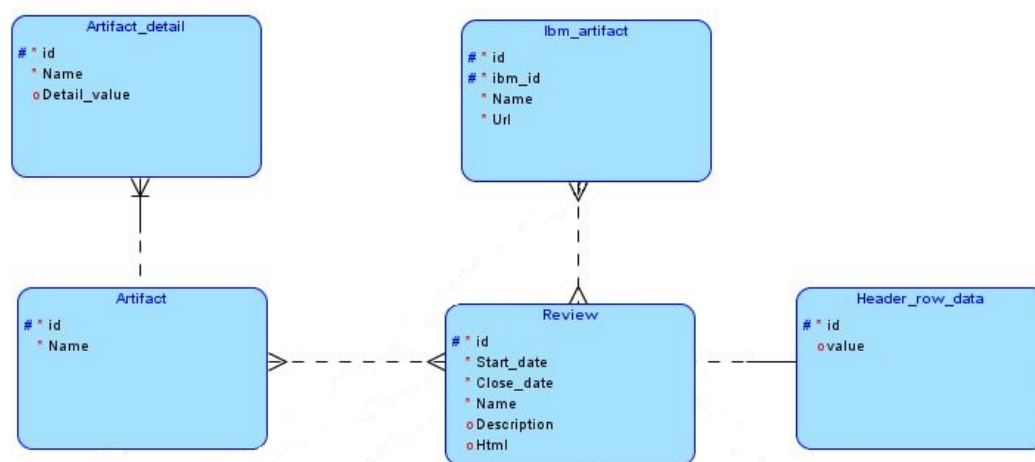 Artifact_detail
# * id
* Name
o Detail_value
Ibm_artifact
# * id
# * ibm_id
* Name
* Url
Artifact
# * id
* Name
Review
# * id
* Start_date
* Close_date
* Name
o Description
o Html
Header_row_data
# * id
o value